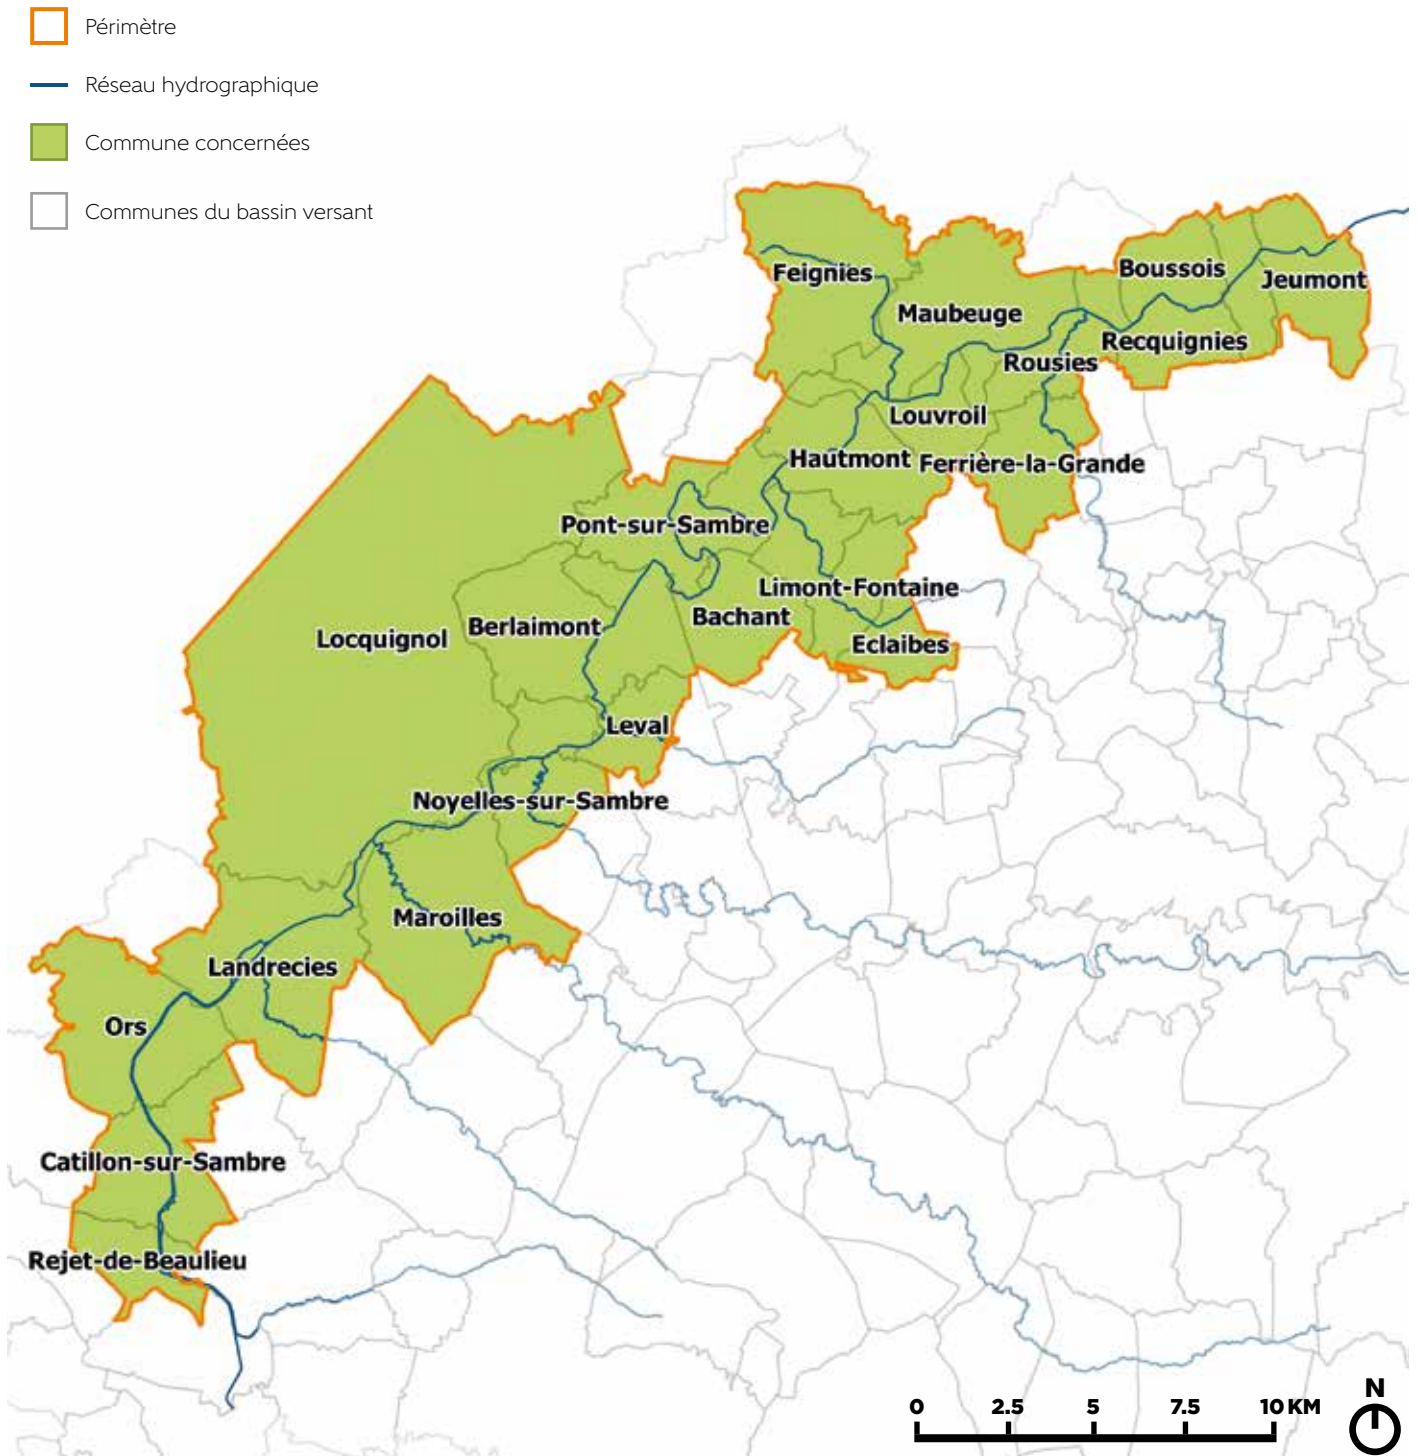 Périmètre
Réseau hydrographique
Commune concernées
Communes du bassin versant
Feignies
Boussois
Jeumont
Maubeuge
Recquignies
Rousies
Louvroil
Hautmont
Ferrière-la-Grande
Pont-sur-Sambre
Limont-Fontaine
Bachant
Berlaimont
Locquignol
Eclaibes
Leval
Noyelles-sur-Sambre
Maroilles
Landrecies
Ors
Catillon-sur-Sambre
Rejet-de-Beaulieu
N
0 2.5 5 7.5 10 KM